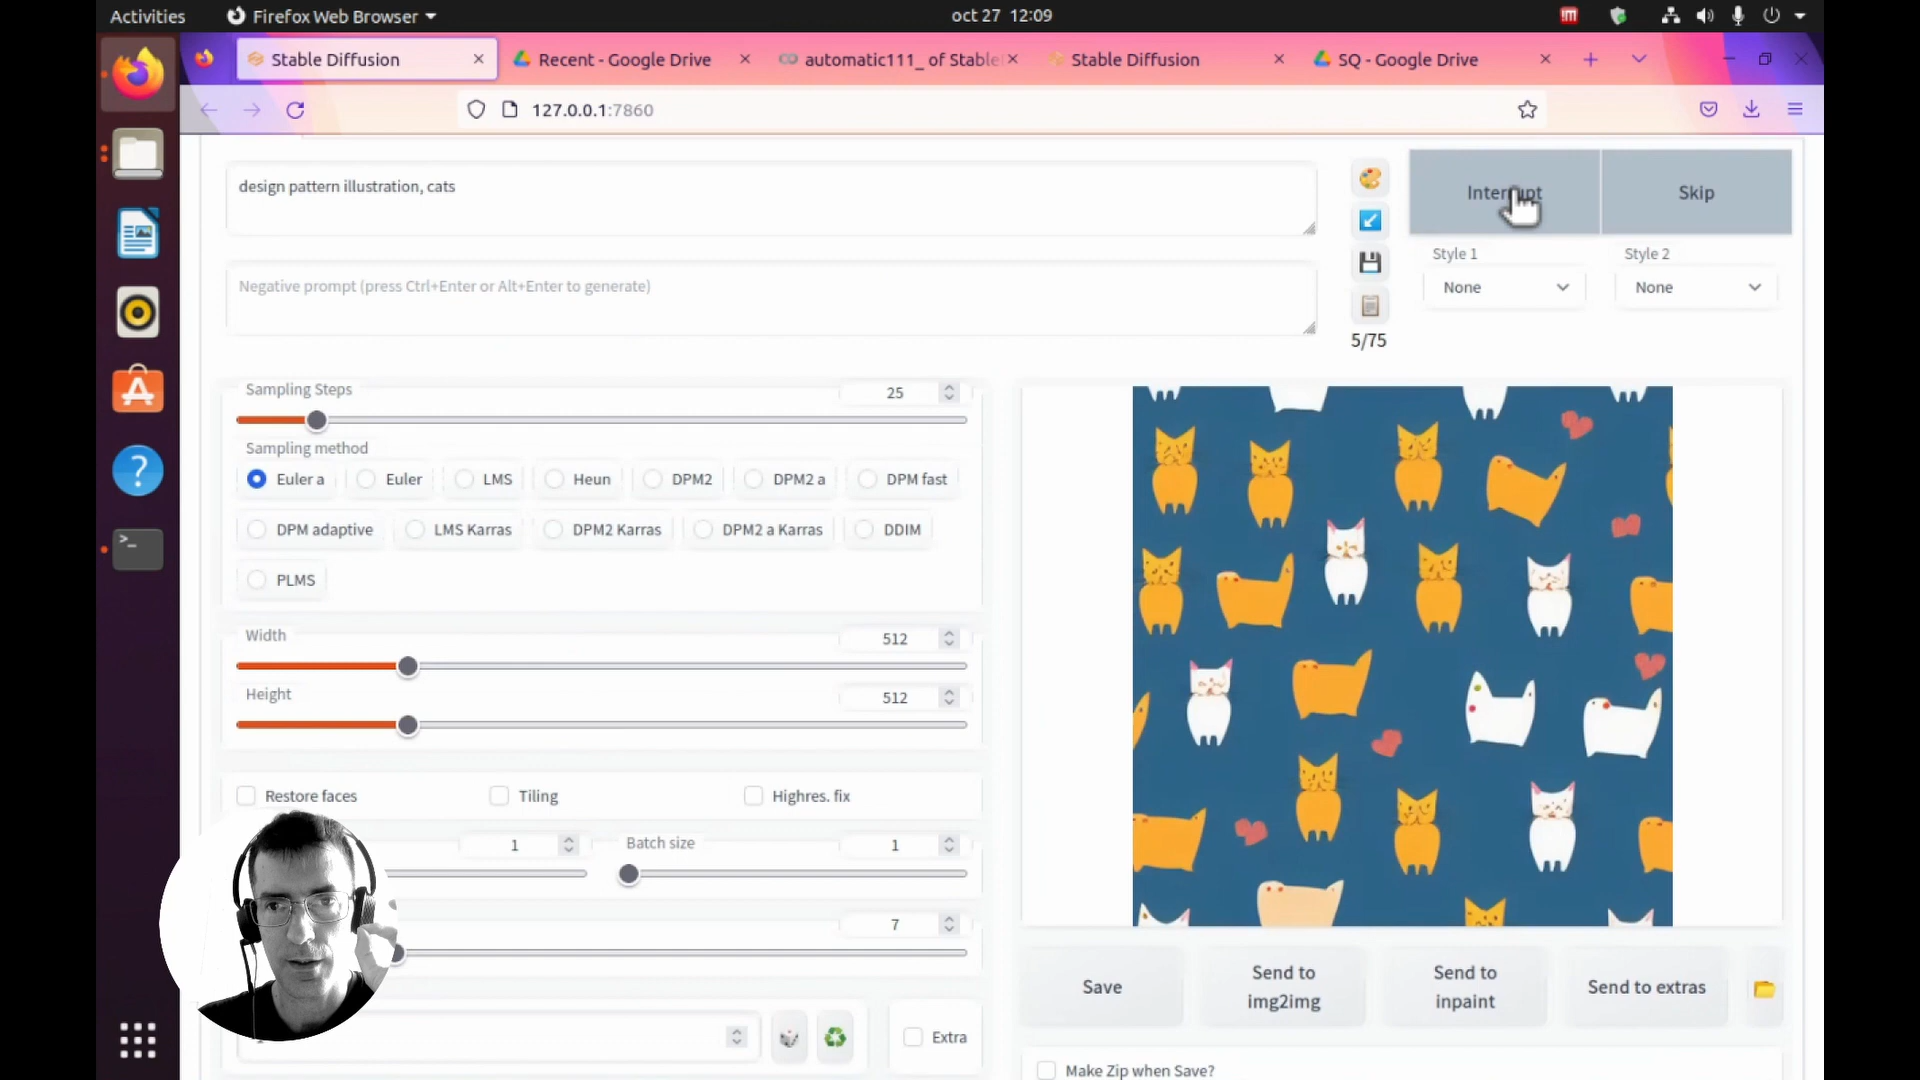 Activities
Firefox Web Browser
oct 27 12:09
Stable Diffusion
Recent - Google Drive
automatic111_ of Stable
Stable Diffusion
SQ - Google Drive
127.0.0.1:7860
design pattern illustration, cats
Interrupt
Skip
Style 1
Style 2
None
None
Negative prompt (press Ctrl+Enter or Alt+Enter to generate)
5/75
Sampling Steps
25
Sampling method
Euler a
Euler
LMS
Heun
DPM2
DPM2 a
DPM fast
DPM adaptive
LMS Karras
DPM2 Karras
DPM2 a Karras
DDIM
PLMS
Width
512
Height
512
Restore faces
Tiling
Highres. fix
1
Batch size
1
7
Save
Send to
img2img
Send to
inpaint
Send to extras
Extra
Make Zip when Save?